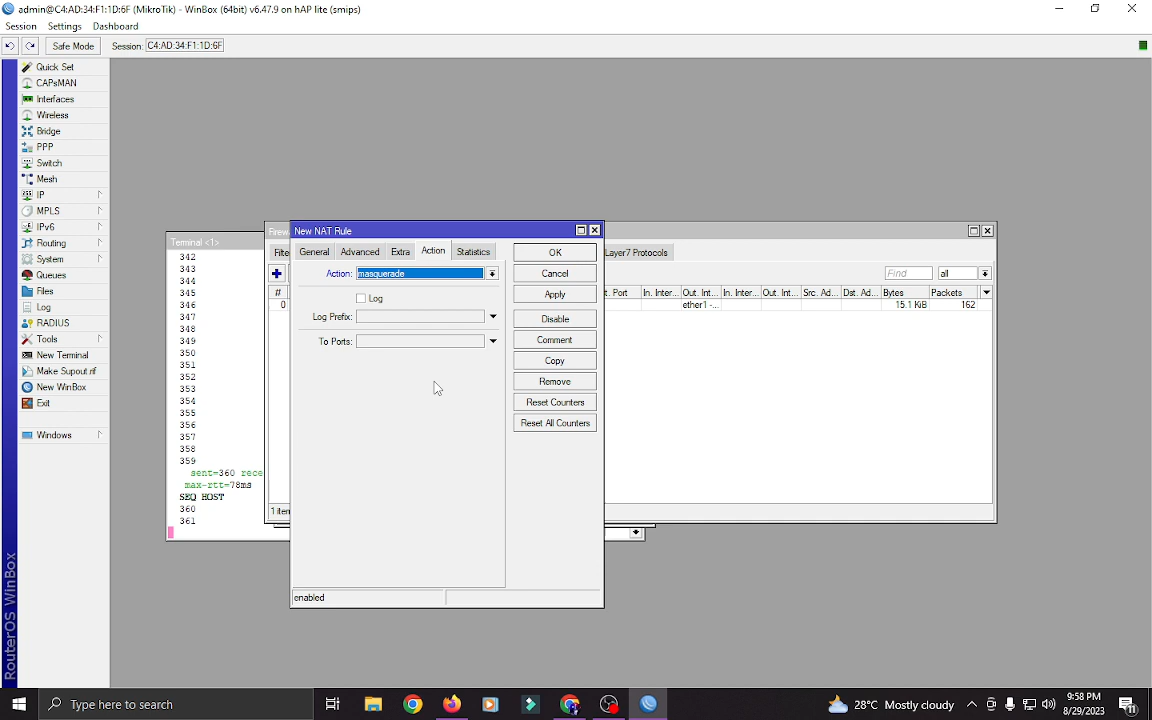 admin@C4:AD:34:F1:1D:6F (MikroTik) - WinBox (64bit) v6.47.9 on hAP lite (smips)
Session Settings Dashboard
Safe Mode Session: C4:AD:34:F1:1D:6F
Quick Set
CAPsMAN
Interfaces
Wireless
Bridge
PPP
Switch
Mesh
IP
MPLS
IPv6
Routing
System
Queues
Files
Log
RADIUS
Tools
New Terminal
Make Supout.rif
New WinBox
Exit
Windows
RouterOS WinBox
Terminal <1>
342
343
344
345
346
347
348
349
350
351
352
353
354
355
356
357
358
359
sent=360 rece
max-rtt=78ms
SEQ HOST
360
361
Firew
Filte
Layer7 Protocols
Find all
# t. Port In. Inter... Out. Int... In. Inter... Out. Int... Src. Ad... Dst. Ad... Bytes Packets
0 ether1 -... 15.1 KiB 162
1 iten
New NAT Rule
General Advanced Extra Action Statistics
Action: masquerade
Log
Log Prefix:
To Ports:
OK
Cancel
Apply
Disable
Comment
Copy
Remove
Reset Counters
Reset All Counters
enabled
Type here to search
28°C Mostly cloudy
9:58 PM
8/29/2023
11